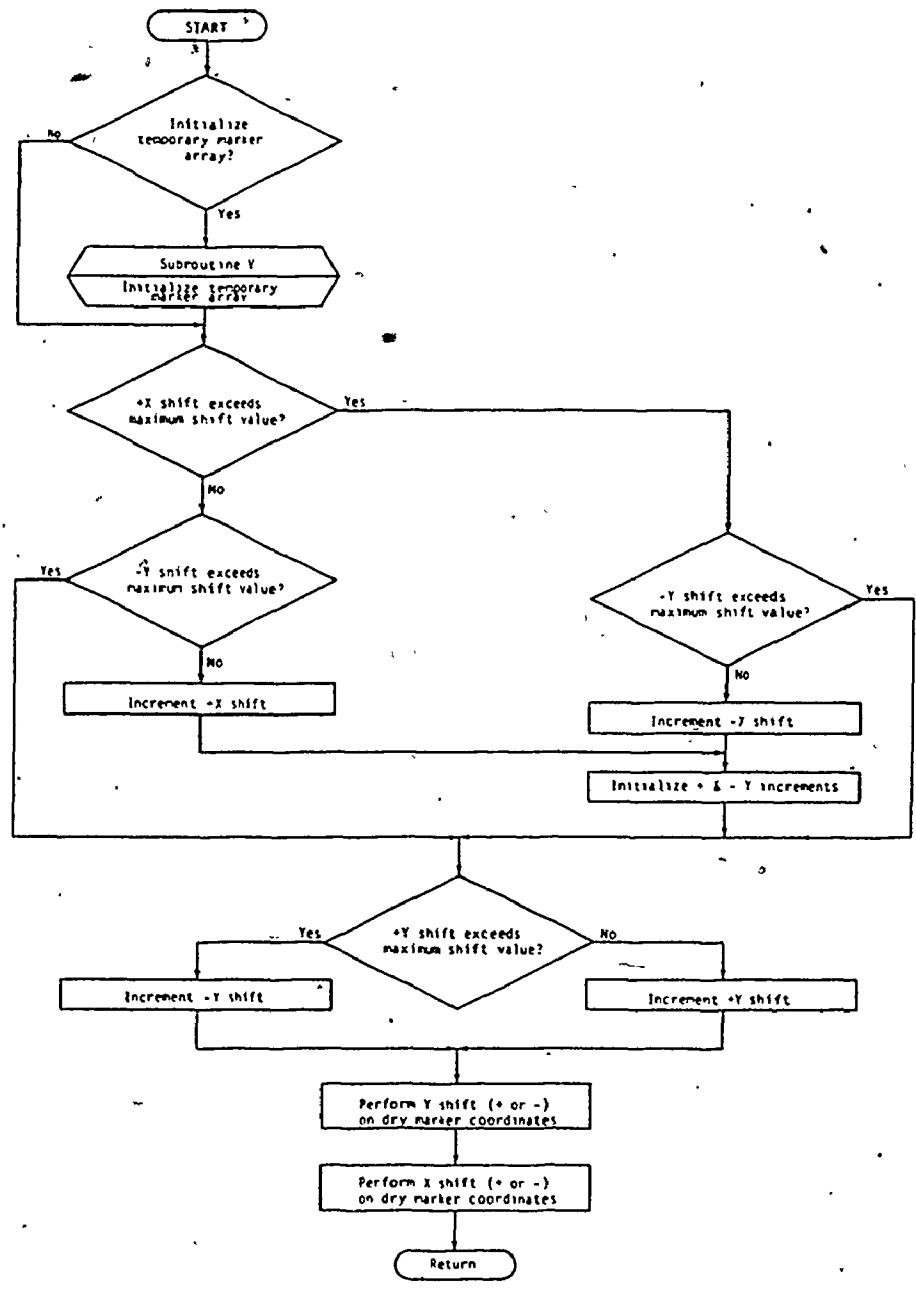 START
Initialize
temporary marker
array?
No
Yes
Subroutine Y
Initialize temporary
marker array
+X shift exceeds
maximum shift value?
Yes
No
-Y shift exceeds
maximum shift value?
Yes
No
-Y shift exceeds
maximum shift value?
Yes
No
Increment +X shift
Increment shift
Initialize + & - Y increments
+Y shift exceeds
maximum shift value?
Yes
No
Increment -Y shift
Increment +Y shift
Perform Y shift (+ or -)
on dry marker coordinates
Perform X shift (+ or -)
on dry marker coordinates
Return